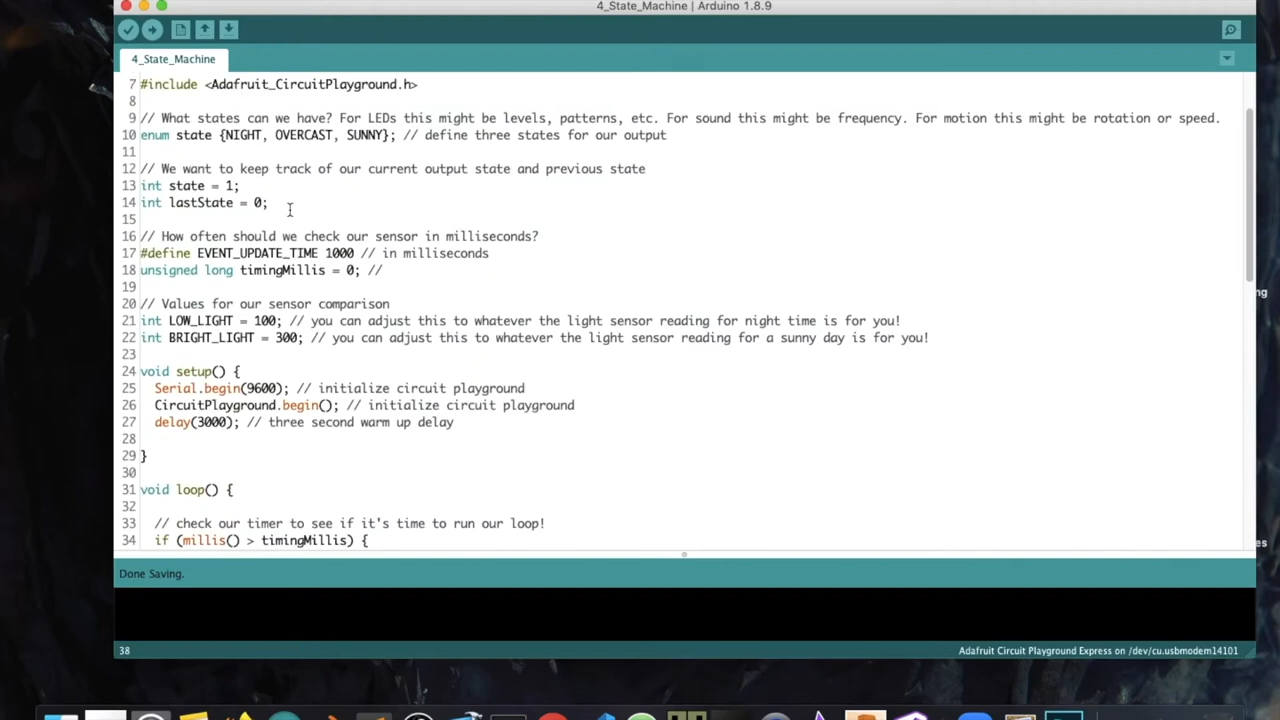 4_State_Machine | Arduino 1.8.9
4_State_Machine
7 #include <Adafruit_CircuitPlayground.h>
8
9 // What states can we have? For LEDs this might be levels, patterns, etc. For sound this might be frequency. For motion this might be rotation or speed.
10 enum state {NIGHT, OVERCAST, SUNNY}; // define three states for our output
11
12 // We want to keep track of our current output state and previous state
13 int state = 1;
14 int lastState = 0;
15
16 // How often should we check our sensor in milliseconds?
17 #define EVENT_UPDATE_TIME 1000 // in milliseconds
18 unsigned long timingMillis = 0; //
19
20 // Values for our sensor comparison
21 int LOW_LIGHT = 100; // you can adjust this to whatever the light sensor reading for night time is for you!
22 int BRIGHT_LIGHT = 300; // you can adjust this to whatever the light sensor reading for a sunny day is for you!
23
24 void setup() {
25 Serial.begin(9600); // initialize circuit playground
26 CircuitPlayground.begin(); // initialize circuit playground
27 delay(3000); // three second warm up delay
28
29 }
30
31 void loop() {
32
33 // check our timer to see if it's time to run our loop!
34 if (millis() > timingMillis) {
Done Saving.
38 Adafruit Circuit Playground Express on /dev/cu.usbmodem14101